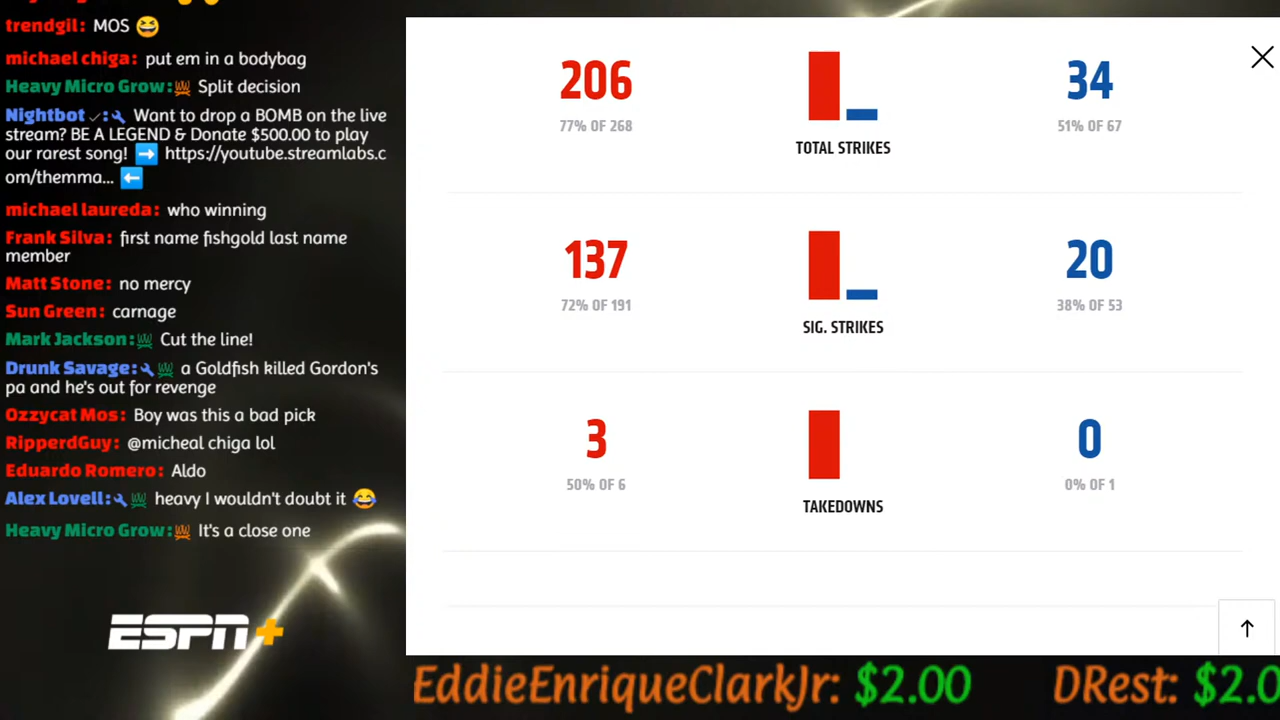 trendgil: MOS 😆
michael chiga: put em in a bodybag
Heavy Micro Grow: Split decision
Nightbot ✓: Want to drop a BOMB on the live
stream? BE A LEGEND & Donate $500.00 to play
our rarest song! ➡️ https://youtube.streamlabs.c
om/themma... ⬅️
michael laureda: who winning
Frank Silva: first name fishgold last name
member
Matt Stone: no mercy
Sun Green: carnage
Mark Jackson: Cut the line!
Drunk Savage: a Goldfish killed Gordon's
pa and he's out for revenge
Ozzycat Mos: Boy was this a bad pick
RipperdGuy: @micheal chiga lol
Eduardo Romero: Aldo
Alex Lovell: heavy I wouldn't doubt it 😂
Heavy Micro Grow: It's a close one
ESPN+
206
77% OF 268
TOTAL STRIKES
34
51% OF 67
137
72% OF 191
SIG. STRIKES
20
38% OF 53
3
50% OF 6
TAKEDOWNS
0
0% OF 1
EddieEnriqueClarkJr: $2.00 DRest: $2.0